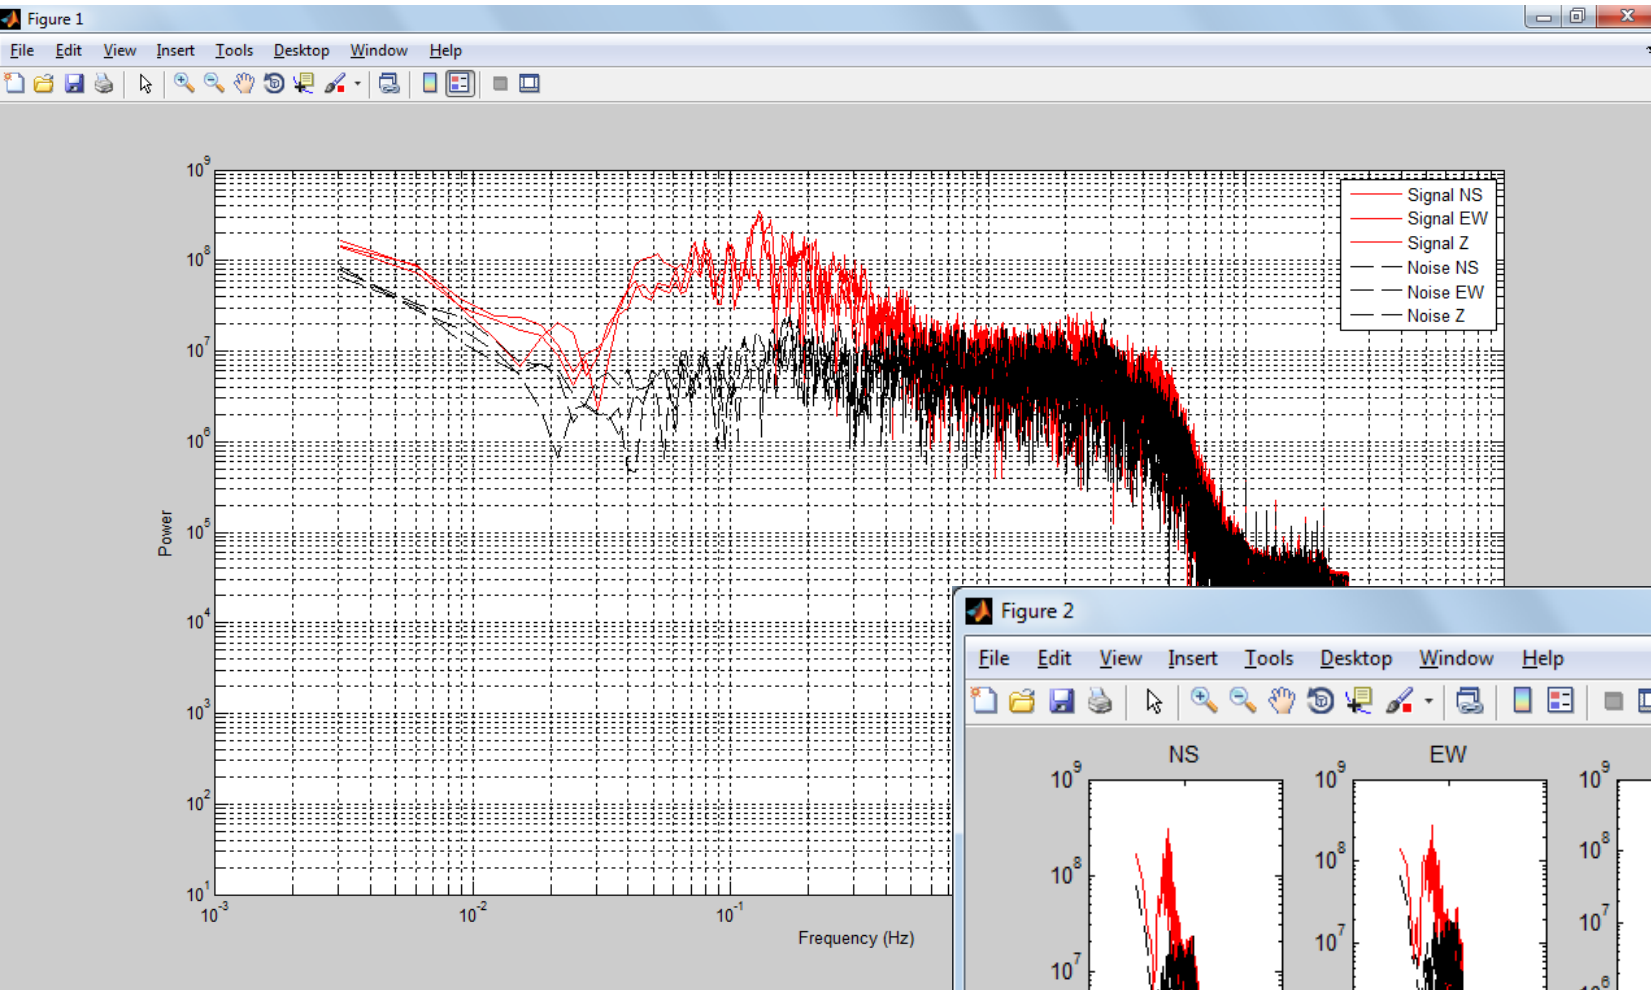 Figure 1
File Edit View Insert Tools Desktop Window Help
10^9
10^8
10^7
10^6
10^5
10^4
10^3
10^2
10^1
Power
10^-3 10^-2 10^-1
Frequency (Hz)
Signal NS
Signal EW
Signal Z
Noise NS
Noise EW
Noise Z
Figure 2
File Edit View Insert Tools Desktop Window Help
NS
10^9
10^8
10^7
EW
10^9
10^8
10^7
10^9
10^8
10^7